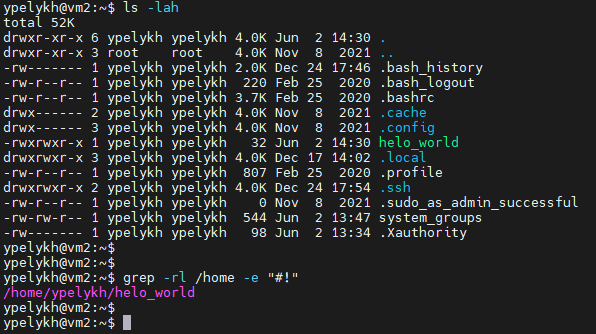 ypelykh@vm2:~$ ls -lah
total 52K
drwxr-xr-x 6 ypelykh ypelykh 4.0K Jun  2 14:30 .
drwxr-xr-x 3 root    root    4.0K Nov  8  2021 ..
-rw------- 1 ypelykh ypelykh 2.0K Dec 24 17:46 .bash_history
-rw-r--r-- 1 ypelykh ypelykh  220 Feb 25  2020 .bash_logout
-rw-r--r-- 1 ypelykh ypelykh 3.7K Feb 25  2020 .bashrc
drwx------ 2 ypelykh ypelykh 4.0K Nov  8  2021 .cache
drwx------ 3 ypelykh ypelykh 4.0K Nov  8  2021 .config
-rwxrwxr-x 1 ypelykh ypelykh   32 Jun  2 14:30 helo_world
drwxrwxr-x 3 ypelykh ypelykh 4.0K Dec 17 14:02 .local
-rw-r--r-- 1 ypelykh ypelykh  807 Feb 25  2020 .profile
drwxrwxr-x 2 ypelykh ypelykh 4.0K Dec 24 17:54 .ssh
-rw-r--r-- 1 ypelykh ypelykh    0 Nov  8  2021 .sudo_as_admin_successful
-rw-rw-r-- 1 ypelykh ypelykh  544 Jun  2 13:47 system_groups
-rw------- 1 ypelykh ypelykh   98 Jun  2 13:34 .Xauthority
ypelykh@vm2:~$
ypelykh@vm2:~$
ypelykh@vm2:~$ grep -rl /home -e "#!"
/home/ypelykh/helo_world
ypelykh@vm2:~$
ypelykh@vm2:~$